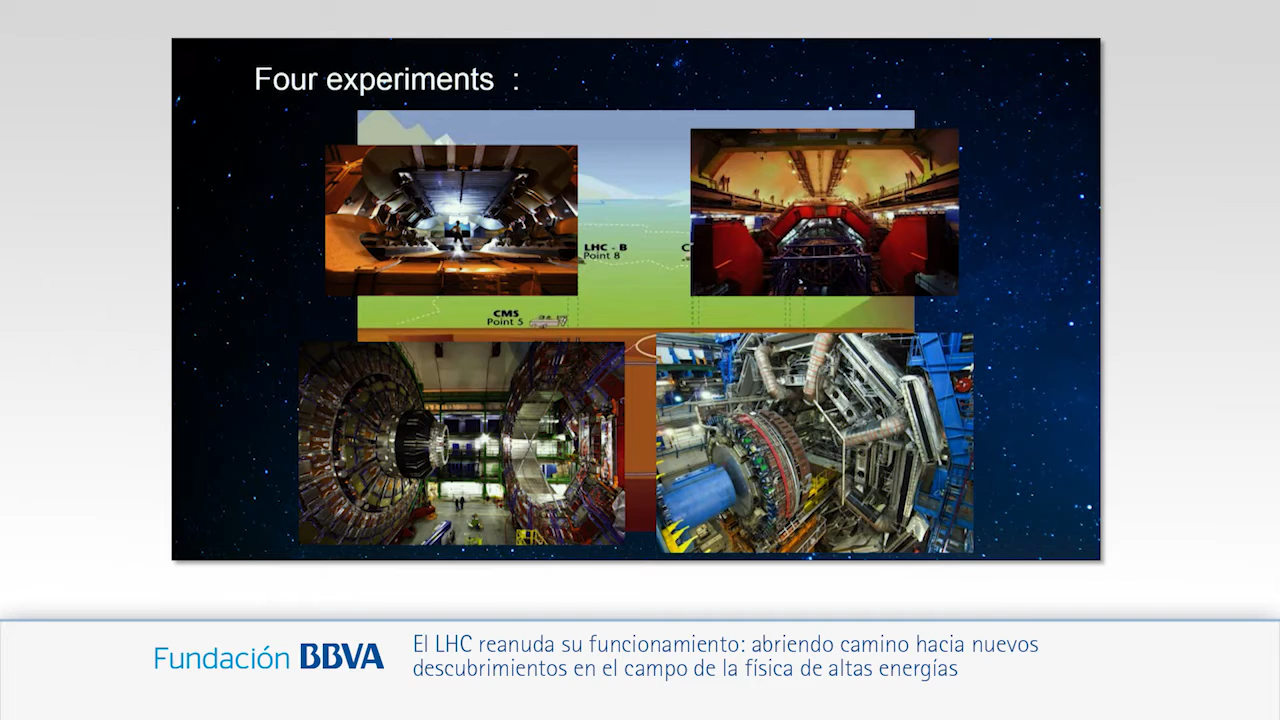 Four experiments :
LHC - B
Point 8
C
CMS
Point 5
Fundación BBVA
El LHC reanuda su funcionamiento: abriendo camino hacia nuevos
descubrimientos en el campo de la física de altas energías